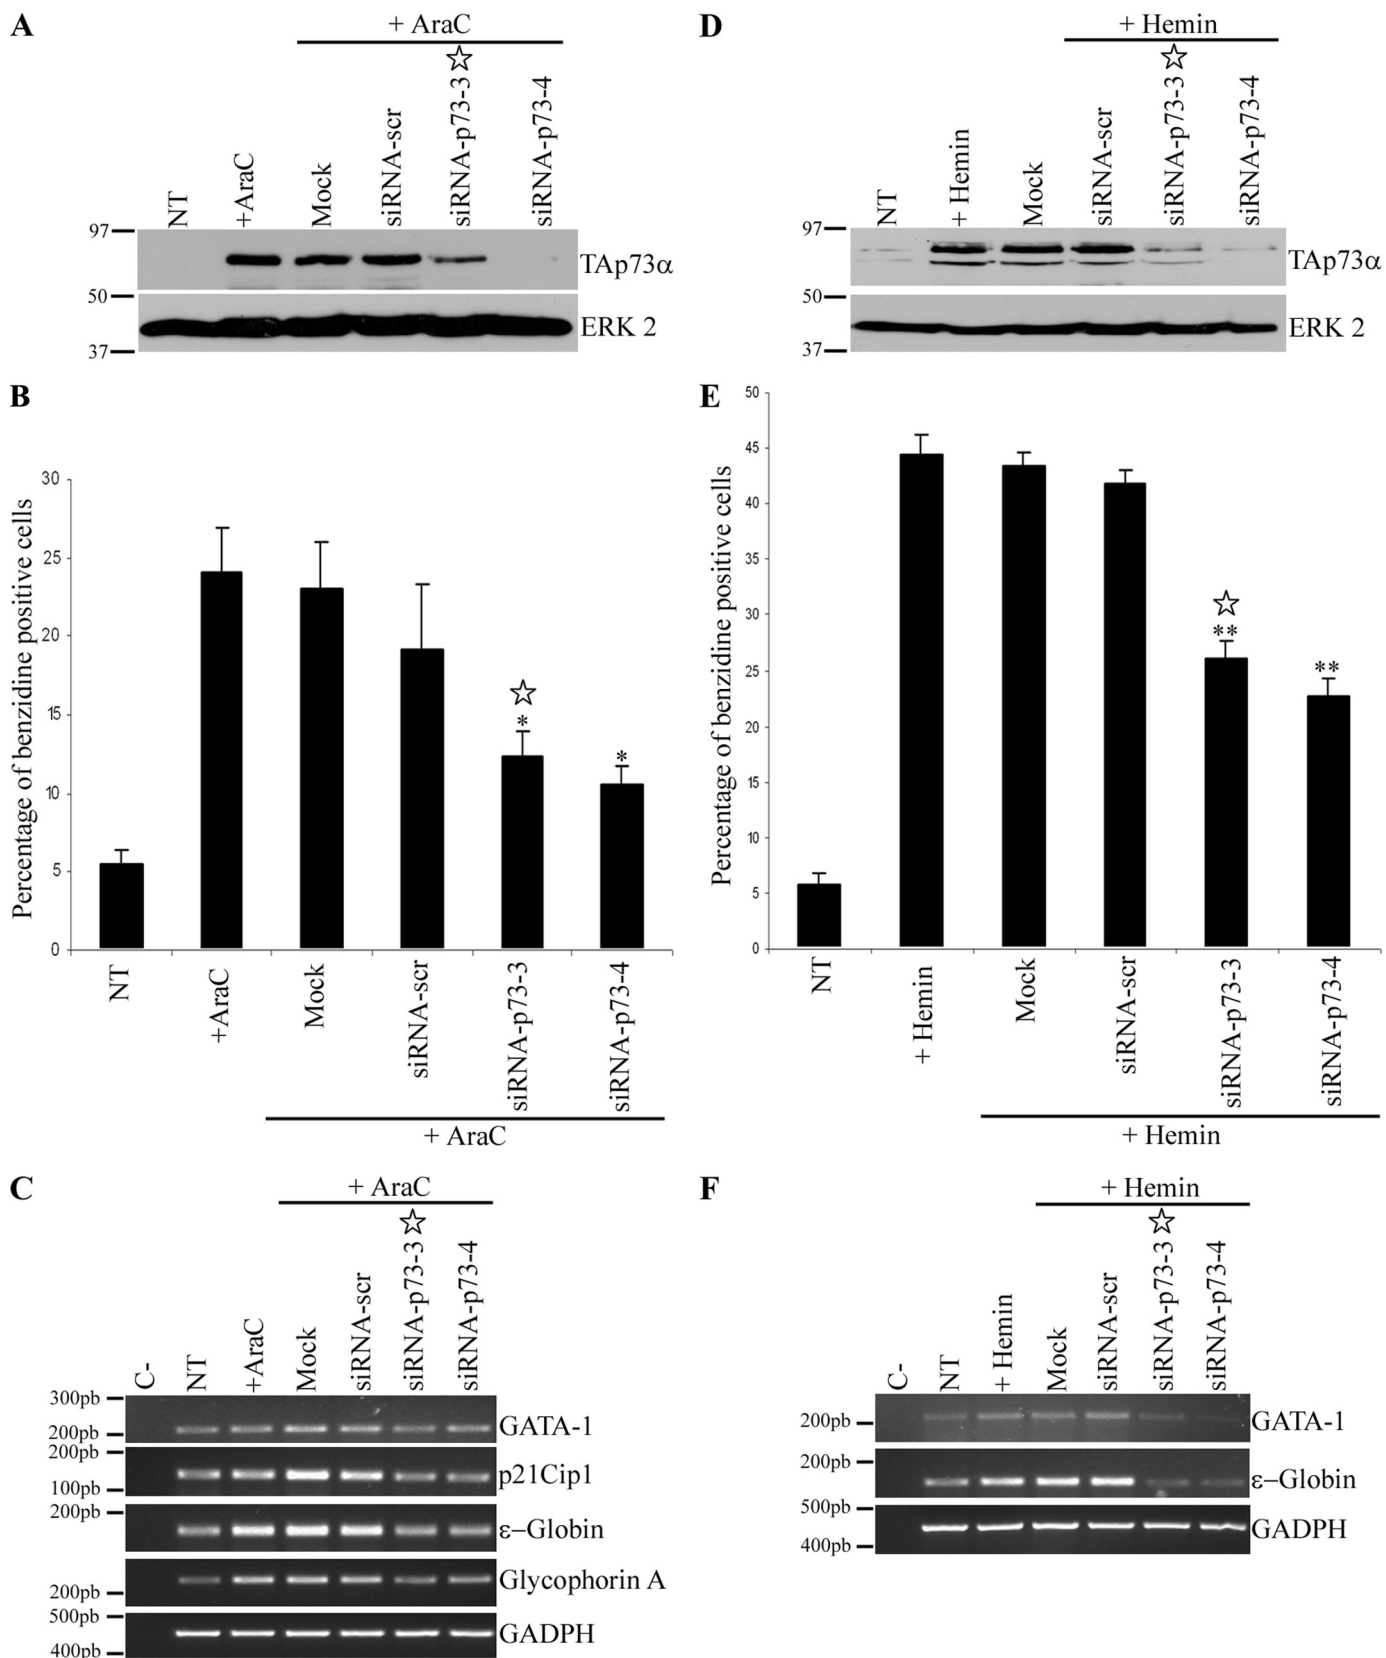 A
+ AraC
NT
+AraC
Mock
siRNA-scr
siRNA-p73-3☆
siRNA-p73-4
97
TAp73α
50
ERK 2
37
B
Percentage of benzidine positive cells
30
25
20
15
10
5
0
☆
*
*
NT
+AraC
Mock
siRNA-scr
siRNA-p73-3
siRNA-p73-4
+ AraC
C
+ AraC
C-
NT
+AraC
Mock
siRNA-scr
siRNA-p73-3☆
siRNA-p73-4
300pb
200pb
GATA-1
200pb
100pb
p21Cip1
200pb
ε–Globin
200pb
Glycophorin A
500pb
400pb
GADPH
D
+ Hemin
NT
+ Hemin
Mock
siRNA-scr
siRNA-p73-3☆
siRNA-p73-4
97
TAp73α
50
ERK 2
37
E
Percentage of benzidine positive cells
50
45
40
35
30
25
20
15
10
5
0
☆
**
**
NT
+ Hemin
Mock
siRNA-scr
siRNA-p73-3
siRNA-p73-4
+ Hemin
F
+ Hemin
C-
NT
+ Hemin
Mock
siRNA-scr
siRNA-p73-3☆
siRNA-p73-4
200pb
GATA-1
200pb
ε–Globin
500pb
400pb
GADPH